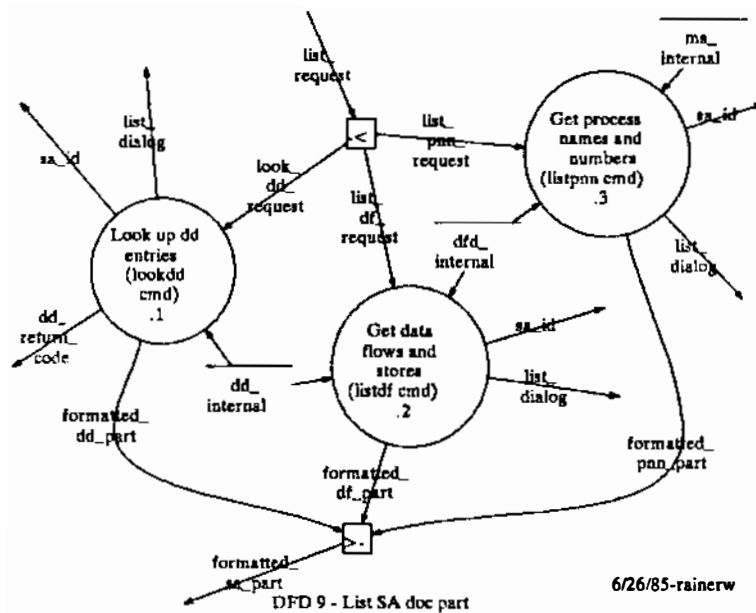 list_
request
ms_
internal
list_
dialog
sa_id
<
list_
pnn_
request
Get process
names and
numbers
(listpnn cmd)
.3
sa_id
look_
dd_
request
list_
df_
request
Look up dd
entries
(lookdd
cmd)
.1
dfd_
internal
list_
dialog
dd_
return_
code
Get data
flows and
stores
(listdf cmd)
.2
sa_id
dd_
internal
list_
dialog
formatted_
dd_part
formatted_
df_part
formatted_
pnn_part
>-
formatted_
sa_part
DFD 9 - List SA doc part
6/26/85-rainerw